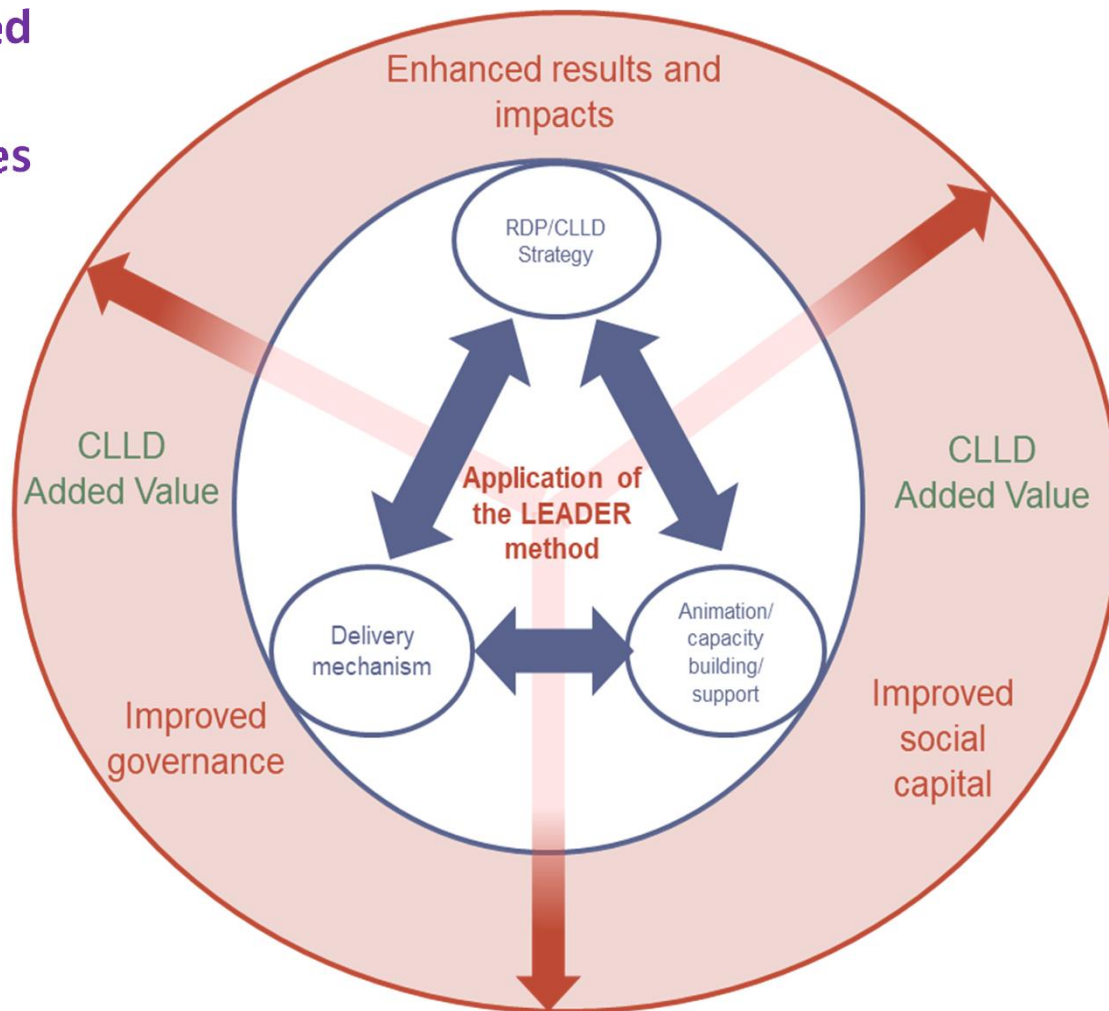 ed
es
Enhanced results and
impacts
RDP/CLLD
Strategy
CLLD
Added Value
CLLD
Added Value
Application of
the LEADER
method
Delivery
mechanism
Animation/
capacity
building/
support
Improved
governance
Improved
social
capital